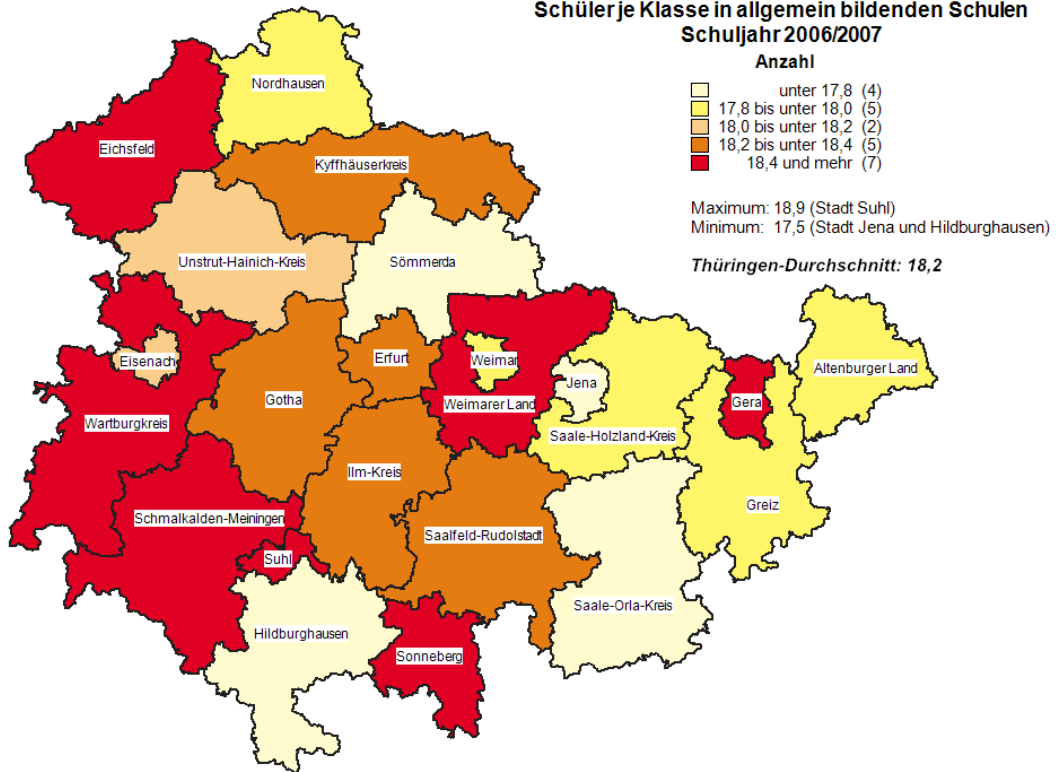 Schüler je Klasse in allgemein bildenden Schulen
Schuljahr 2006/2007
Anzahl
unter 17,8 (4)
17,8 bis unter 18,0 (5)
18,0 bis unter 18,2 (2)
18,2 bis unter 18,4 (5)
18,4 und mehr (7)
Maximum: 18,9 (Stadt Suhl)
Minimum: 17,5 (Stadt Jena und Hildburghausen)
Thüringen-Durchschnitt: 18,2
Nordhausen
Eichsfeld
Kyffhäuserkreis
Unstrut-Hainich-Kreis
Sömmerda
Eisenach
Erfurt
Weimar
Altenburger Land
Jena
Gotha
Weimarer Land
Gera
Wartburgkreis
Saale-Holzland-Kreis
Ilm-Kreis
Greiz
Schmalkalden-Meiningen
Saalfeld-Rudolstadt
Suhl
Saale-Orla-Kreis
Hildburghausen
Sonneberg